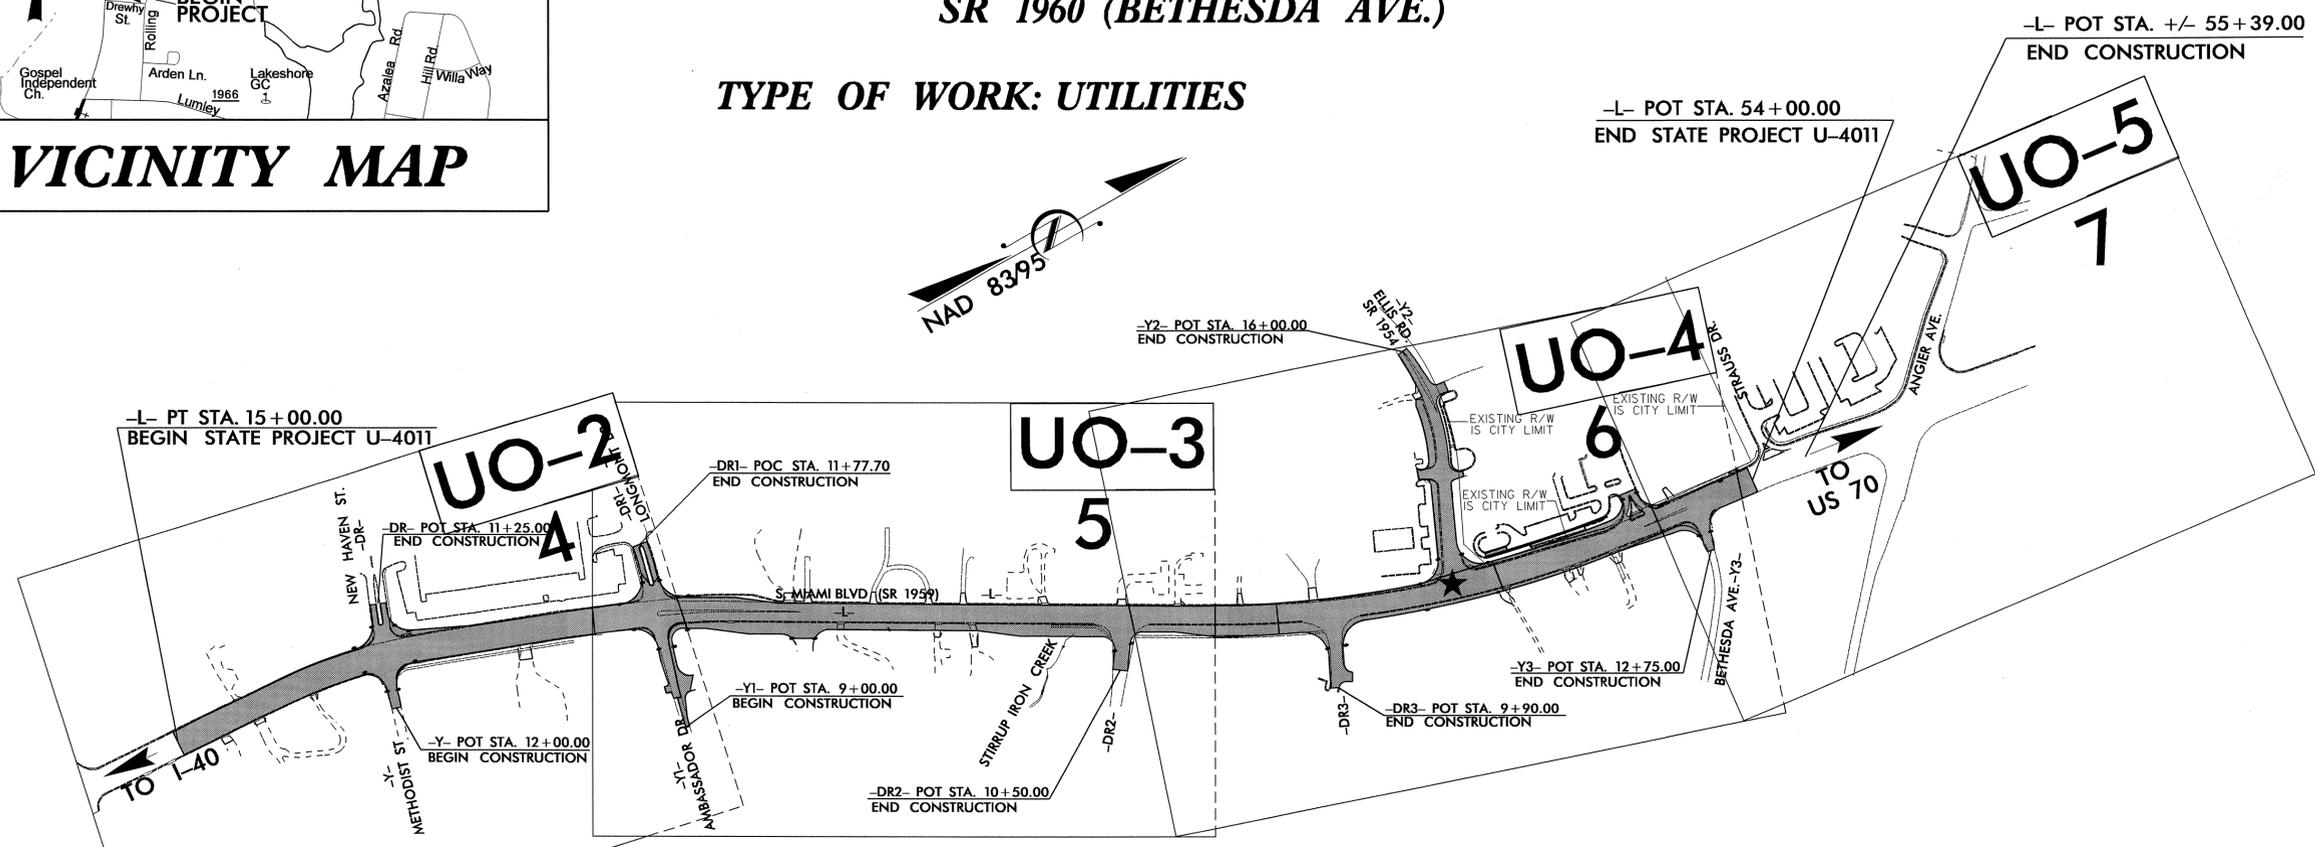 SR 1960 (BETHESDA AVE.)
TYPE OF WORK: UTILITIES
BEGIN
PROJECT
Drewhy
St.
Rolling
Gospel
Independent
Ch.
Arden Ln.
Lakeshore
GC
1966
Lumley
Azalea Rd
Hill Rd.
Willa Way
VICINITY MAP
NAD 83/95
–L– POT STA. +/– 55+39.00
END CONSTRUCTION
–L– POT STA. 54+00.00
END STATE PROJECT U–4011
UO–5
7
–Y2– POT STA. 16+00.00
END CONSTRUCTION
–Y2–
ELLIS RD.
SR 1954
UO–4
6
STRAUSS DR.
EXISTING R/W
IS CITY LIMIT
EXISTING R/W
IS CITY LIMIT
EXISTING R/W
IS CITY LIMIT
ANGIER AVE.
TO
US 70
–L– PT STA. 15+00.00
BEGIN STATE PROJECT U–4011
UO–2
4
–DR1–
LONGMONT DR.
–DR1– POC STA. 11+77.70
END CONSTRUCTION
UO–3
5
NEW HAVEN ST.
–DR–
–DR– POT STA. 11+25.00
END CONSTRUCTION
S. MIAMI BLVD (SR 1959)
–L–
–L–
TO I–40
–Y–
METHODIST ST
–Y– POT STA. 12+00.00
BEGIN CONSTRUCTION
–Y1–
AMBASSADOR DR
–Y1– POT STA. 9+00.00
BEGIN CONSTRUCTION
STIRRUP IRON CREEK
–DR2–
–DR2– POT STA. 10+50.00
END CONSTRUCTION
–DR3–
–DR3– POT STA. 9+90.00
END CONSTRUCTION
–Y3– POT STA. 12+75.00
END CONSTRUCTION
BETHESDA AVE.–Y3–